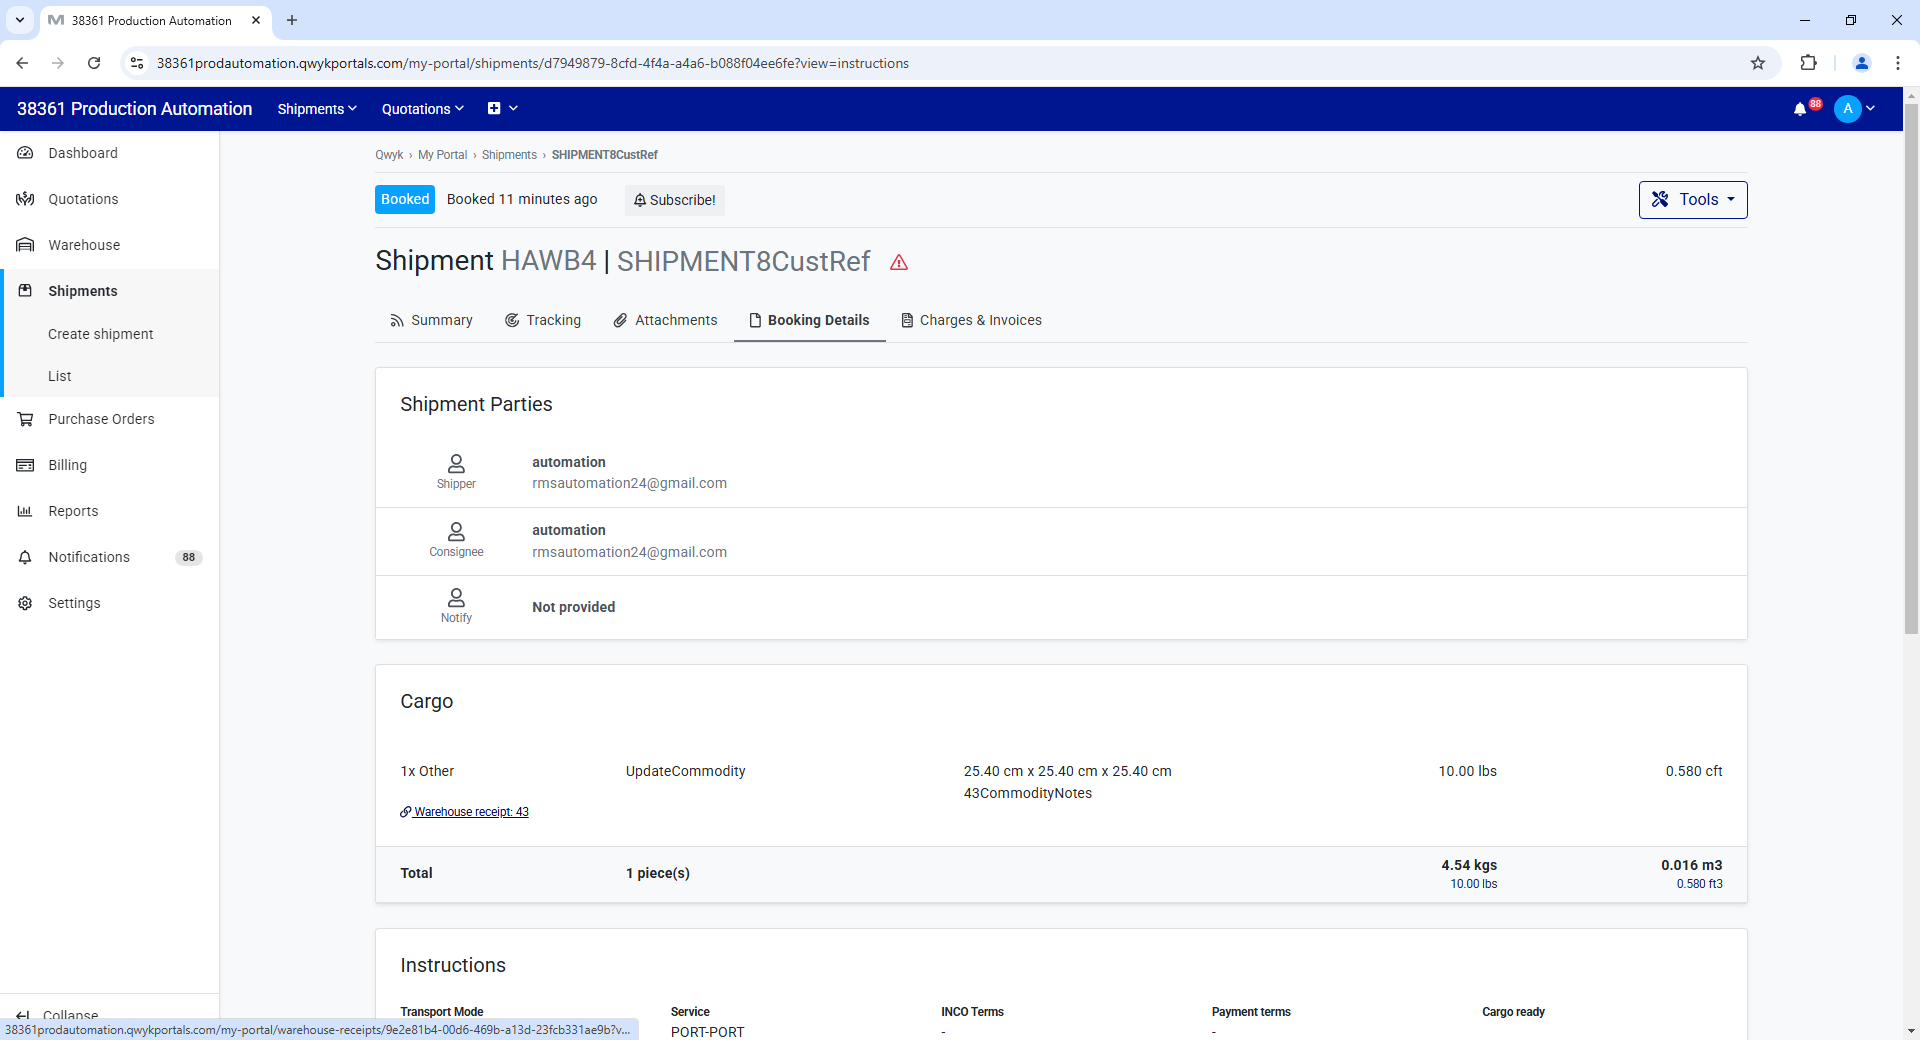 38361 Production Automation
38361prodautomation.qwykportals.com/my-portal/shipments/d7949879-8cfd-4f4a-a4a6-b088f04ee6fe?view=instructions
38361 Production Automation
Shipments
Quotations
88
A
Dashboard
Quotations
Warehouse
Shipments
Create shipment
List
Purchase Orders
Billing
Reports
Notifications 88
Settings
Collapse
Qwyk › My Portal › Shipments › SHIPMENT8CustRef
Booked Booked 11 minutes ago Subscribe!
Tools
Shipment HAWB4 | SHIPMENT8CustRef
Summary Tracking Attachments Booking Details Charges & Invoices
Shipment Parties
automation
Shipper rmsautomation24@gmail.com
automation
Consignee rmsautomation24@gmail.com
Notify Not provided
Cargo
1x Other UpdateCommodity 25.40 cm x 25.40 cm x 25.40 cm 10.00 lbs 0.580 cft
43CommodityNotes
Warehouse receipt: 43
Total 1 piece(s) 4.54 kgs 0.016 m3
10.00 lbs 0.580 ft3
Instructions
Transport Mode Service INCO Terms Payment terms Cargo ready
PORT-PORT - -
38361prodautomation.qwykportals.com/my-portal/warehouse-receipts/9e2e81b4-00d6-469b-a13d-23fcb331ae9b?v...